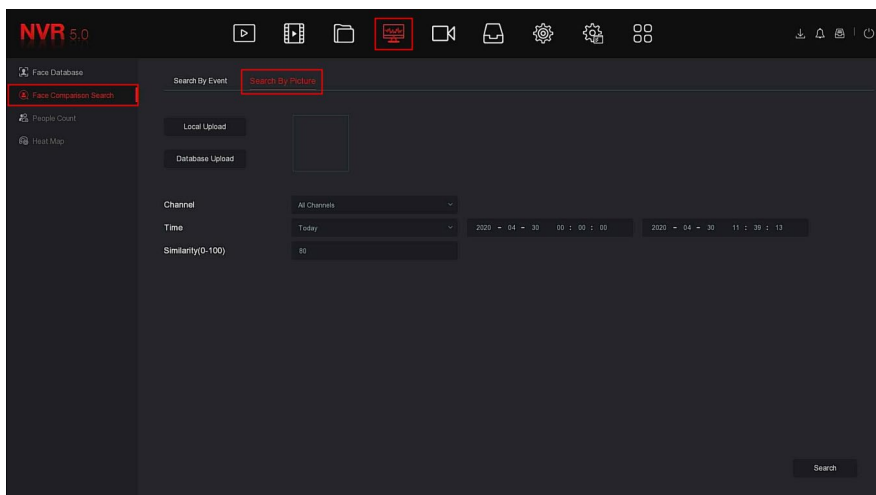 NVR 5.0
Face Database
Face Comparison Search
People Count
Heat Map
Search By Event Search By Picture
Local Upload
Database Upload
Channel All Channels
Time Today 2020 - 04 - 30 00 : 00 : 00 2020 - 04 - 30 11 : 39 : 13
Similarity(0-100) 80
Search